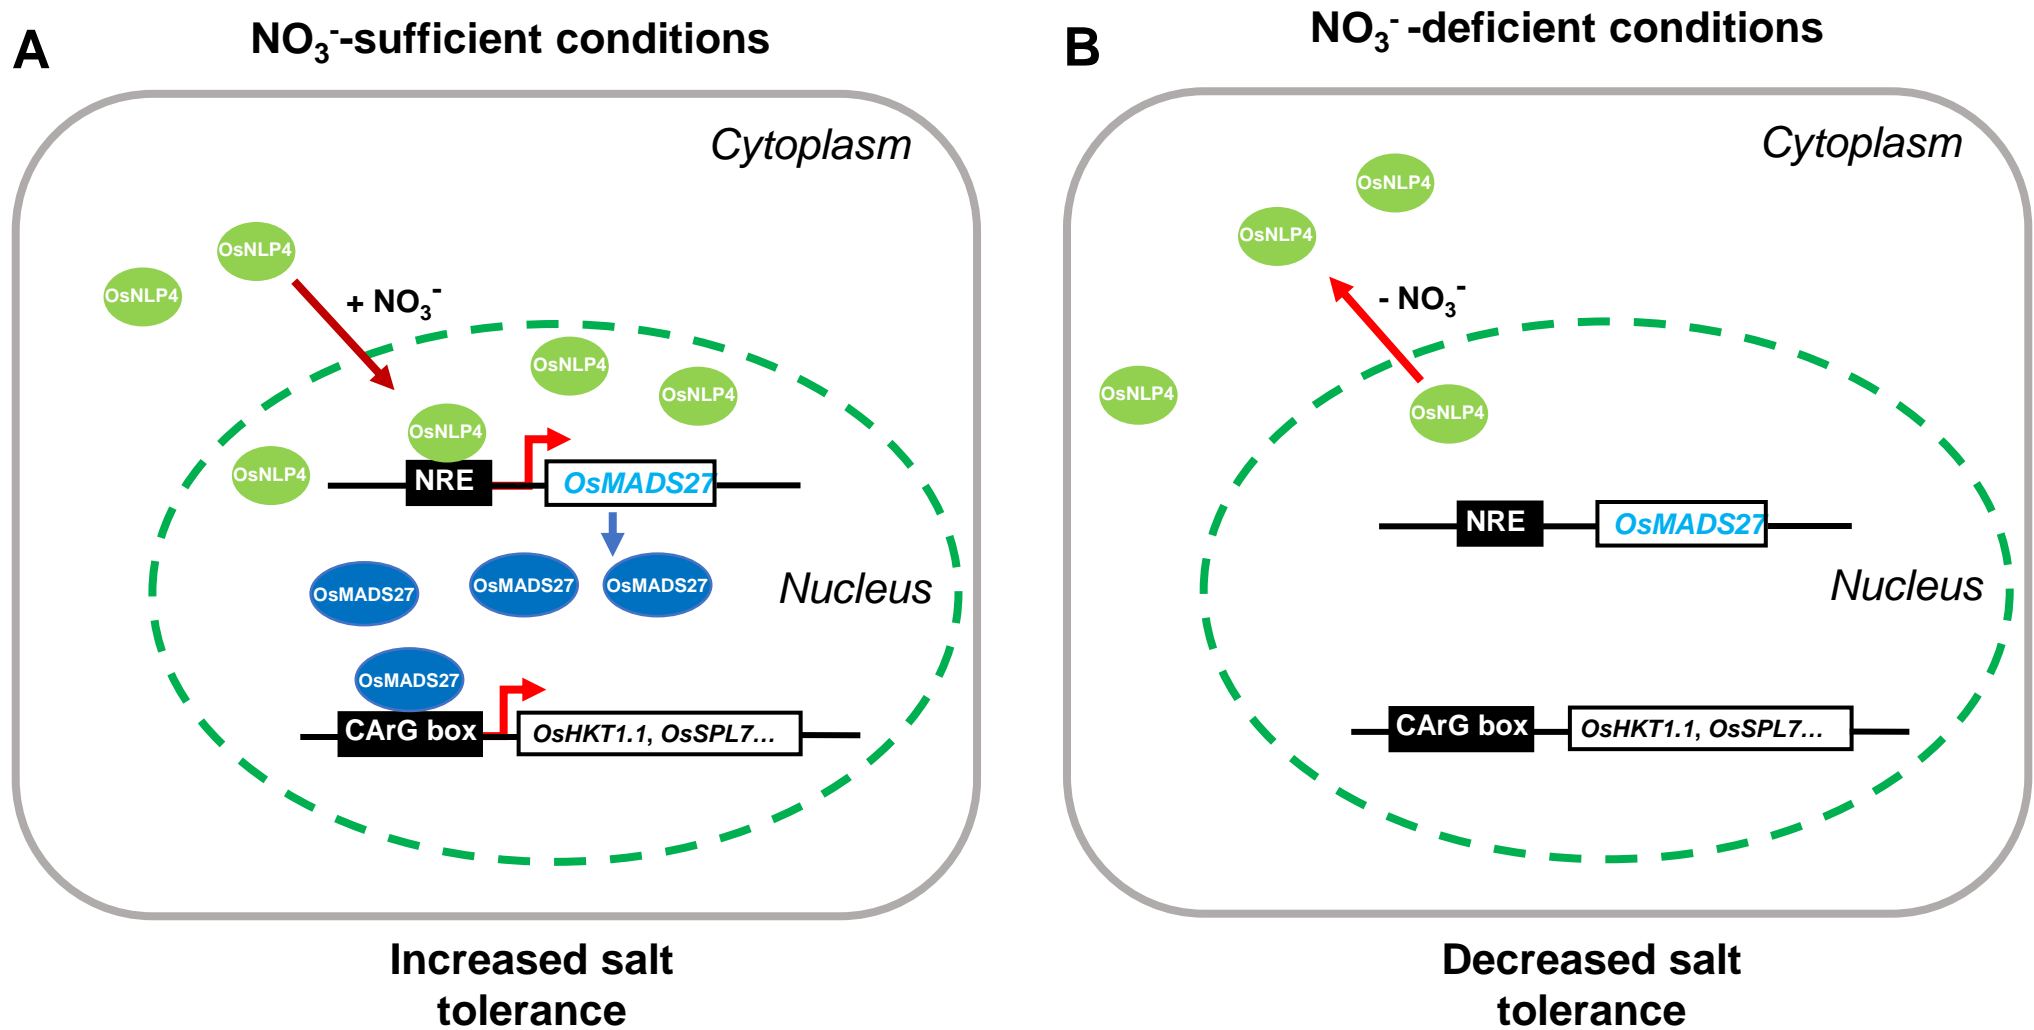 A
NO₃⁻-sufficient conditions
Cytoplasm
OsNLP4
OsNLP4
+ NO₃⁻
OsNLP4
OsNLP4
OsNLP4
OsNLP4
NRE
OsMADS27
OsMADS27
OsMADS27
OsMADS27
Nucleus
OsMADS27
CArG box
OsHKT1.1, OsSPL7...
Increased salt
tolerance
B
NO₃⁻ -deficient conditions
Cytoplasm
OsNLP4
OsNLP4
- NO₃⁻
OsNLP4
OsNLP4
NRE
OsMADS27
Nucleus
CArG box
OsHKT1.1, OsSPL7...
Decreased salt
tolerance